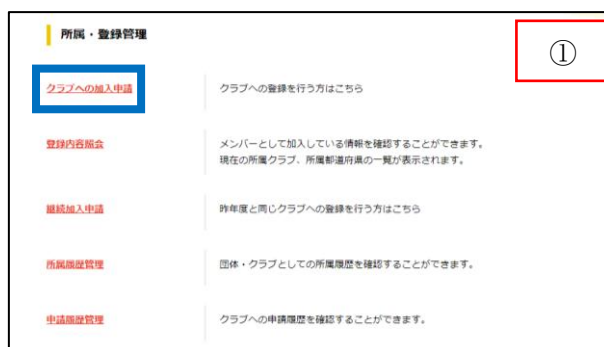 所属・登録管理
①
クラブへの加入申請
クラブへの登録を行う方はこちら
登録内容照会
メンバーとして加入している情報を確認することができます。
現在の所属クラブ、所属都道府県の一覧が表示されます。
継続加入申請
昨年度と同じクラブへの登録を行う方はこちら
所属履歴管理
団体・クラブとしての所属履歴を確認することができます。
申請履歴管理
クラブへの申請履歴を確認することができます。